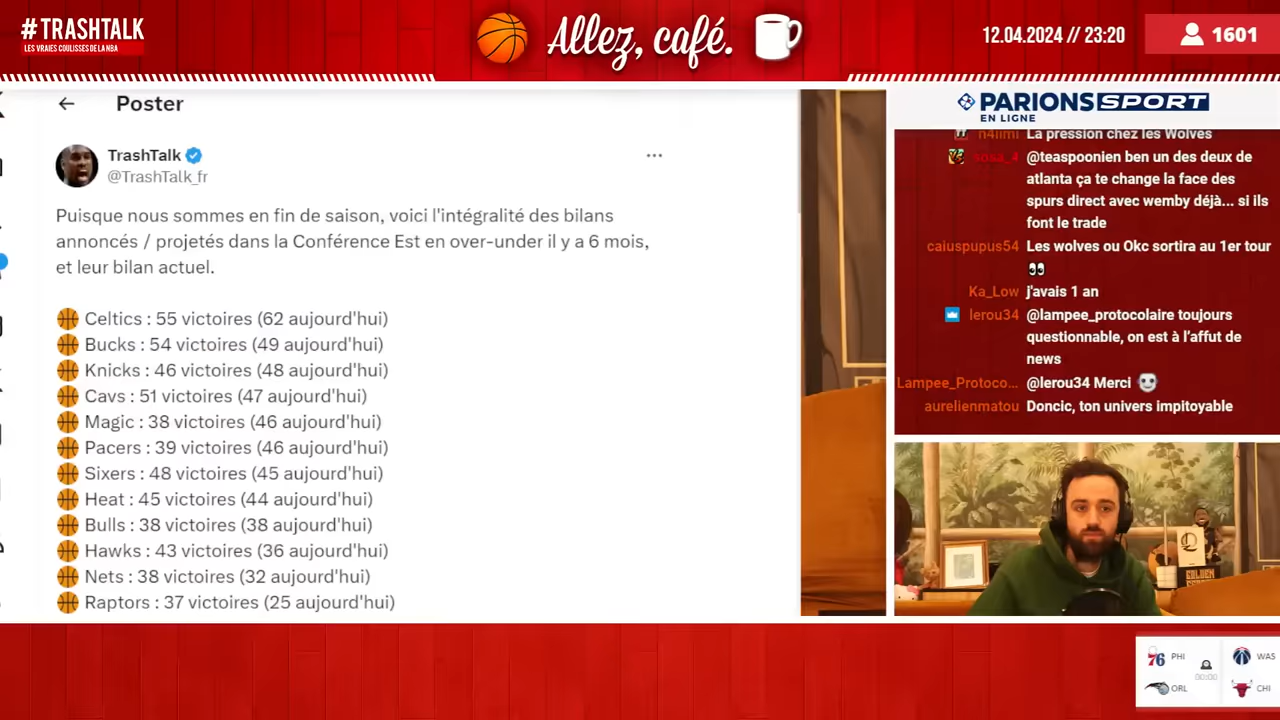 #TRASHTALK
LES VRAIES COULISSES DE LA NBA
Allez, café.
12.04.2024 // 23:20
1601
Poster
TrashTalk
@TrashTalk_fr
Puisque nous sommes en fin de saison, voici l'intégralité des bilans
annoncés / projetés dans la Conférence Est en over-under il y a 6 mois,
et leur bilan actuel.
Celtics : 55 victoires (62 aujourd'hui)
Bucks : 54 victoires (49 aujourd'hui)
Knicks : 46 victoires (48 aujourd'hui)
Cavs : 51 victoires (47 aujourd'hui)
Magic : 38 victoires (46 aujourd'hui)
Pacers : 39 victoires (46 aujourd'hui)
Sixers : 48 victoires (45 aujourd'hui)
Heat : 45 victoires (44 aujourd'hui)
Bulls : 38 victoires (38 aujourd'hui)
Hawks : 43 victoires (36 aujourd'hui)
Nets : 38 victoires (32 aujourd'hui)
Raptors : 37 victoires (25 aujourd'hui)
PARIONS SPORT
EN LIGNE
n4limi La pression chez les Wolves
sosa_4 @teaspoonien ben un des deux de
atlanta ça te change la face des
spurs direct avec wemby déjà... si ils
font le trade
caiuspupus54 Les wolves ou Okc sortira au 1er tour
👀
Ka_Low j'avais 1 an
lerou34 @lampee_protocolaire toujours
questionnable, on est à l'affut de
news
Lampee_Protoco... @lerou34 Merci
aurelienmatou Doncic, ton univers impitoyable
GOLDEN
76 PHI
ORL
00:00
WAS
CHI